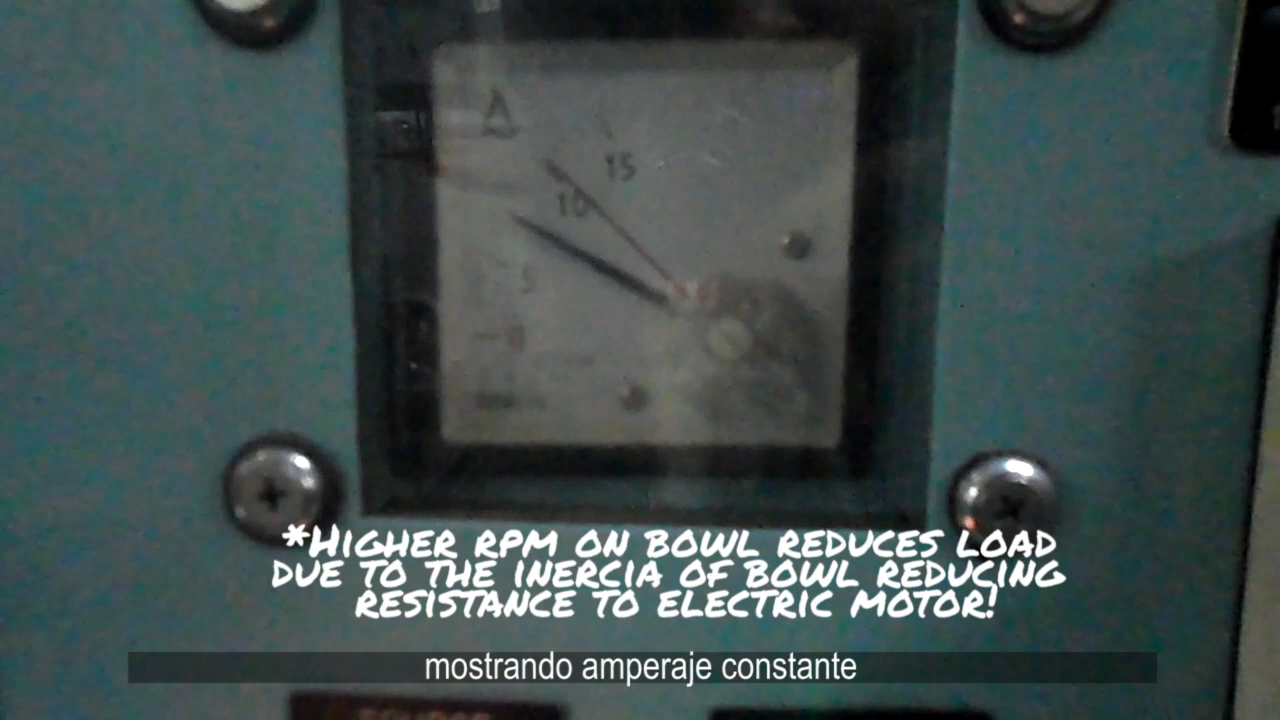 A
15
10
5
0
*HIGHER RPM ON BOWL REDUCES LOAD
DUE TO THE INERCIA OF BOWL REDUCING
RESISTANCE TO ELECTRIC MOTOR!
mostrando amperaje constante